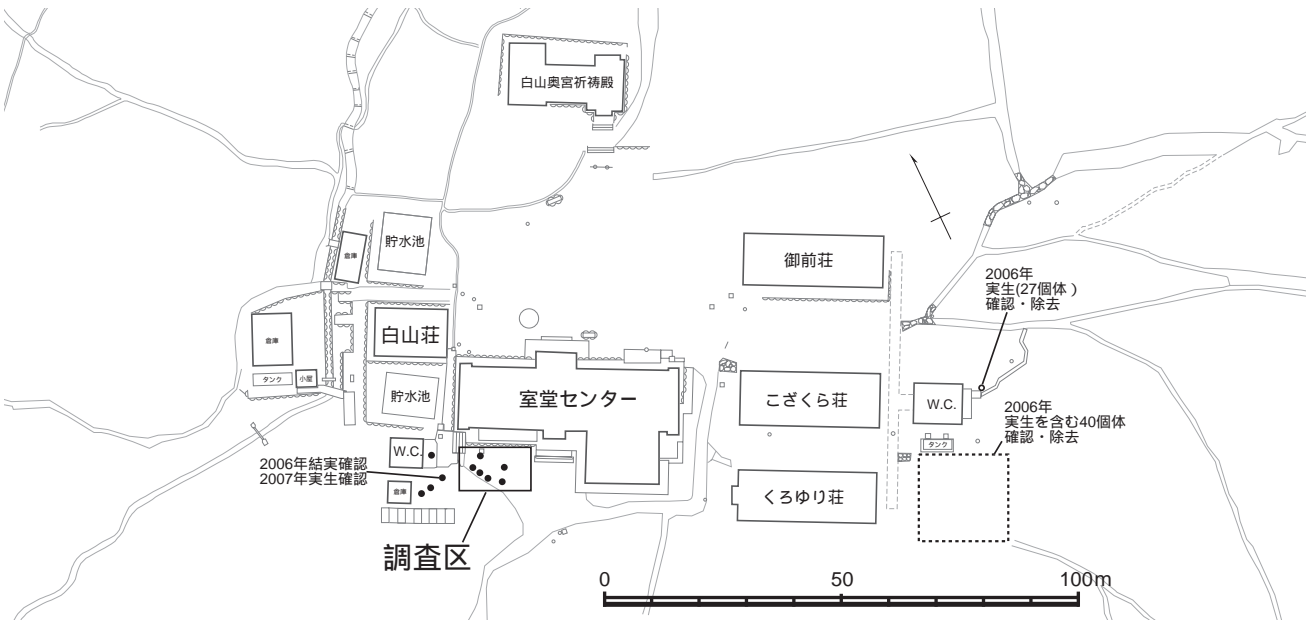 白山奥宮祈祷殿
貯水池
倉庫
御前荘
2006年
実生(27個体)
確認・除去
倉庫
白山荘
タンク
小屋
貯水池
室堂センター
こざくら荘
W.C.
2006年
実生を含む40個体
確認・除去
タンク
W.C.
2006年結実確認
2007年実生確認
倉庫
くろゆり荘
調査区
0
50
100m